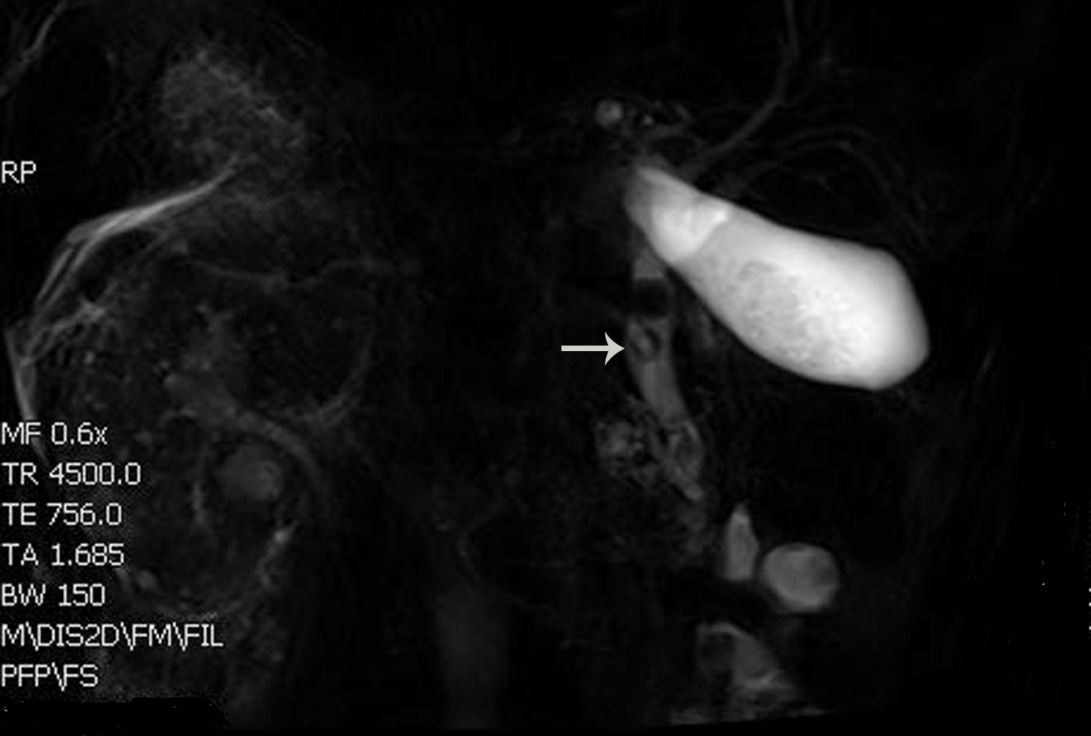 RP
MF 0.6x
TR 4500.0
TE 756.0
TA 1.685
BW 150
M\DIS2D\FM\FIL
PFP\FS